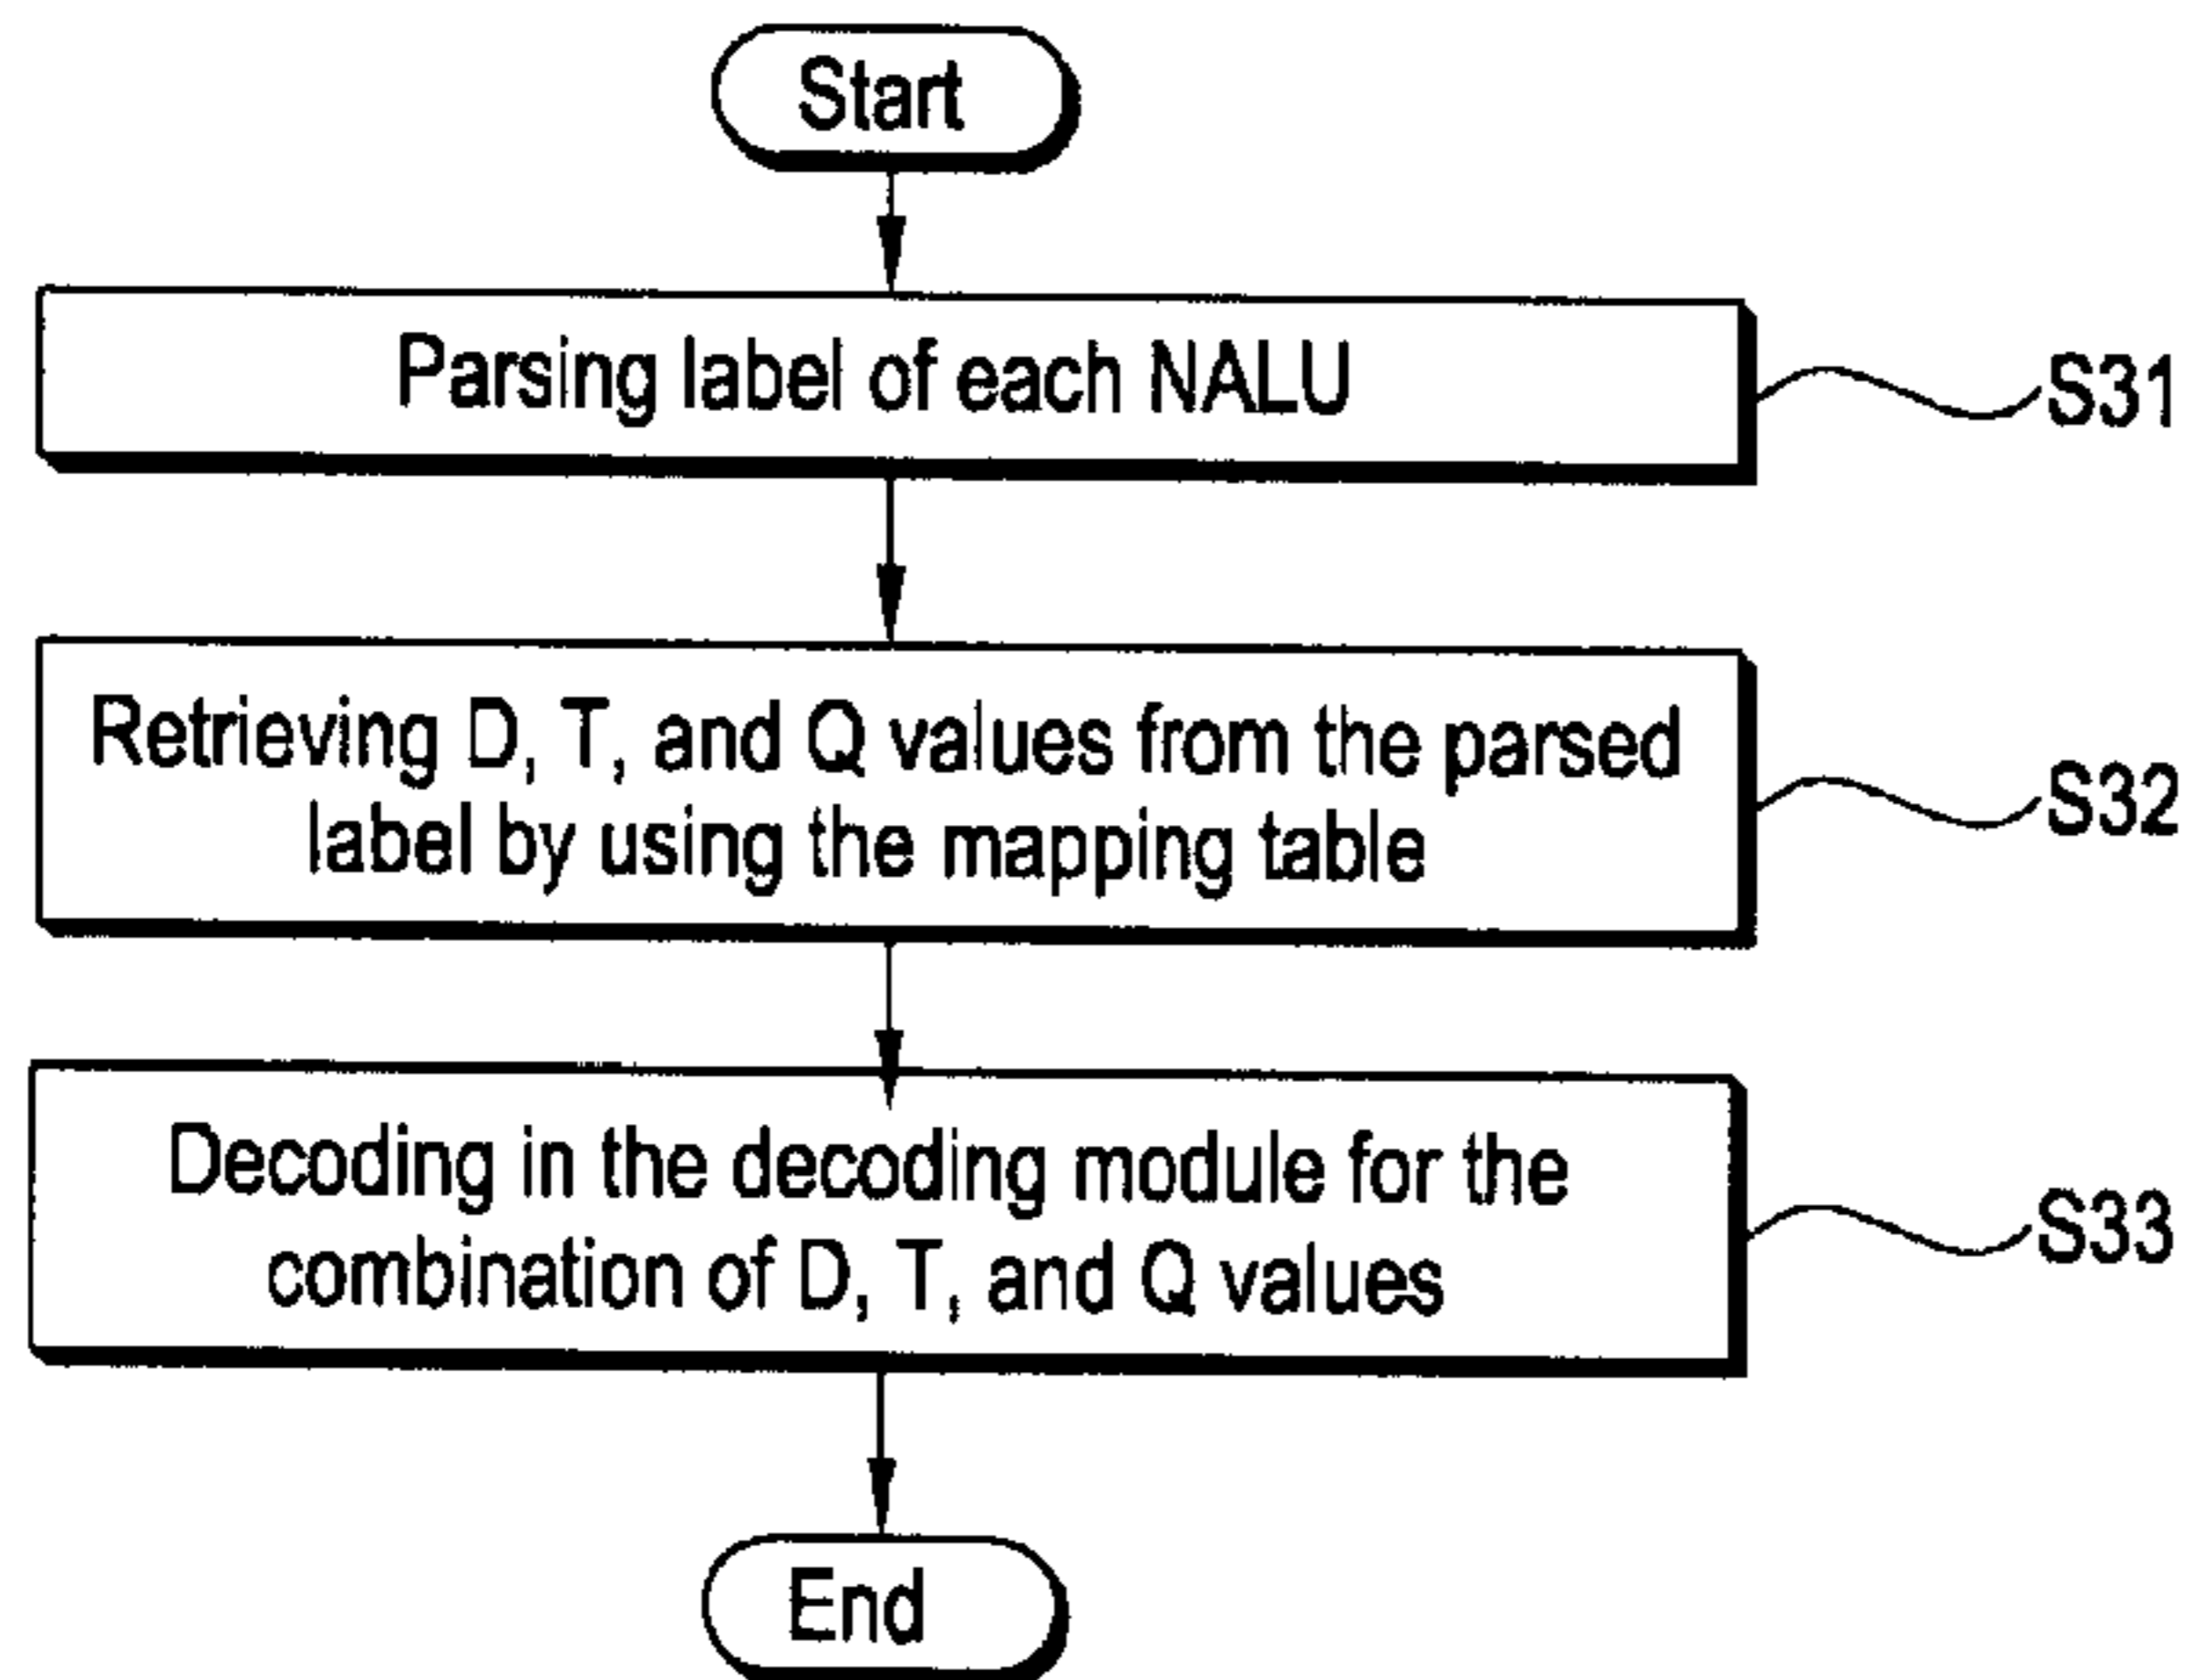 Start
Parsing label of each NALU
S31
Retrieving D, T, and Q values from the parsed
label by using the mapping table
S32
Decoding in the decoding module for the
combination of D, T, and Q values
S33
End